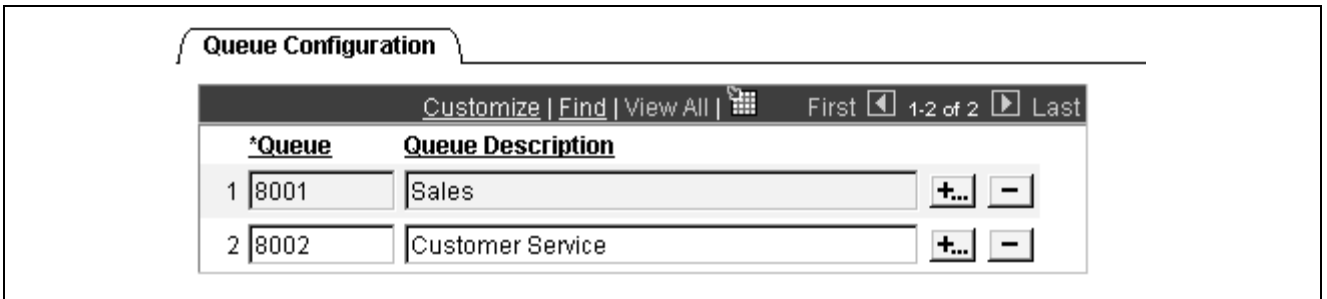 Queue Configuration
Customize | Find | View All | First 1-2 of 2 Last
*Queue Queue Description
1 8001 Sales +... −
2 8002 Customer Service +... −